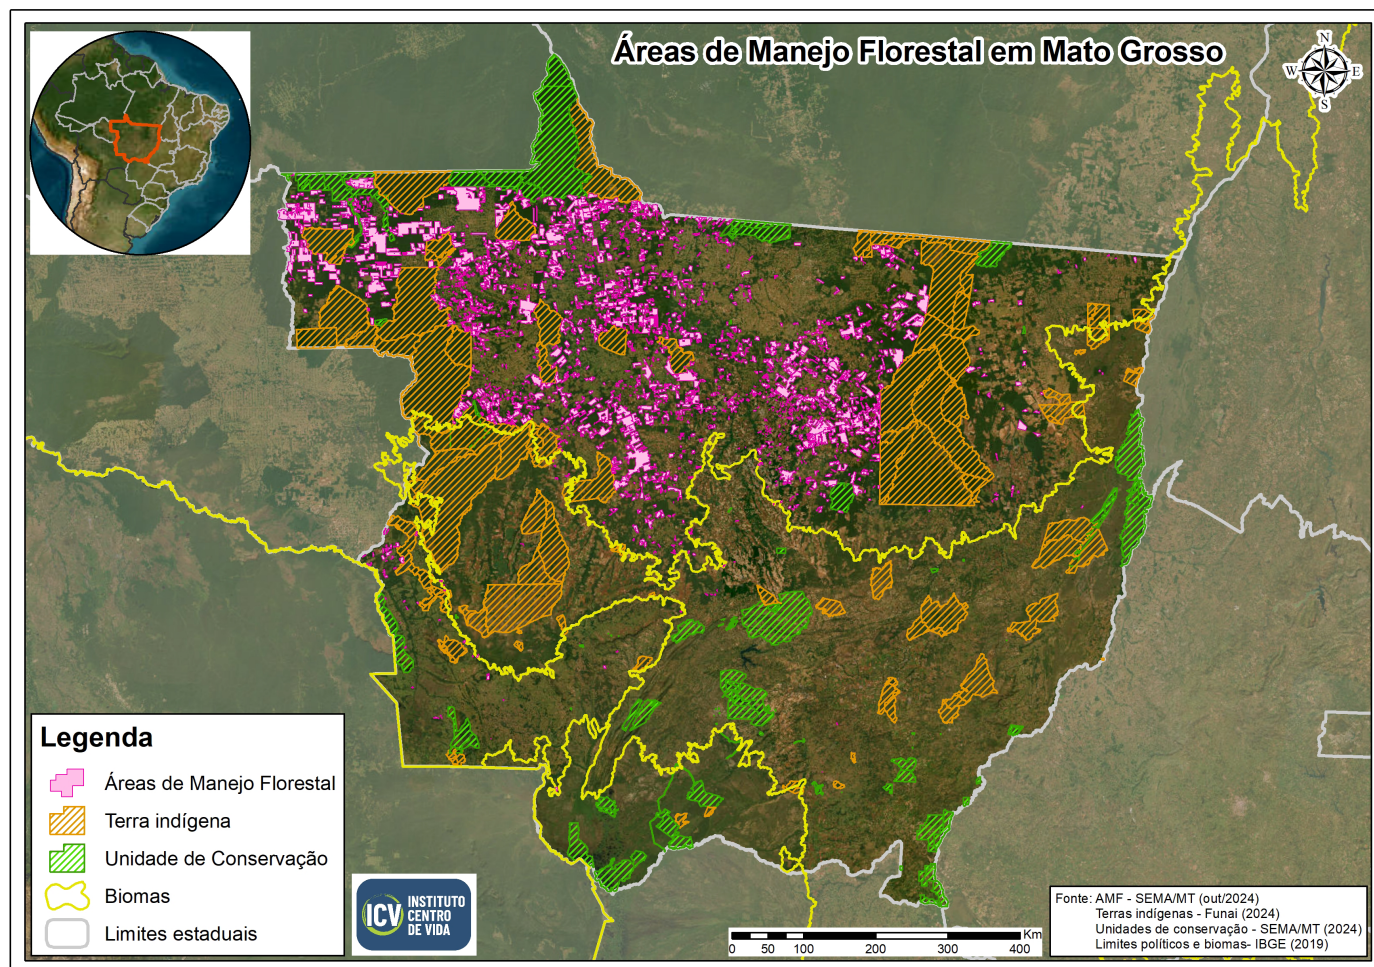 Áreas de Manejo Florestal em Mato Grosso
N
W
E
S
Legenda
Áreas de Manejo Florestal
Terra indígena
Unidade de Conservação
Biomas
Limites estaduais
ICV
INSTITUTO
CENTRO
DE VIDA
Km
0 50 100 200 300 400
Fonte: AMF - SEMA/MT (out/2024)
Terras indígenas - Funai (2024)
Unidades de conservação - SEMA/MT (2024)
Limites políticos e biomas- IBGE (2019)